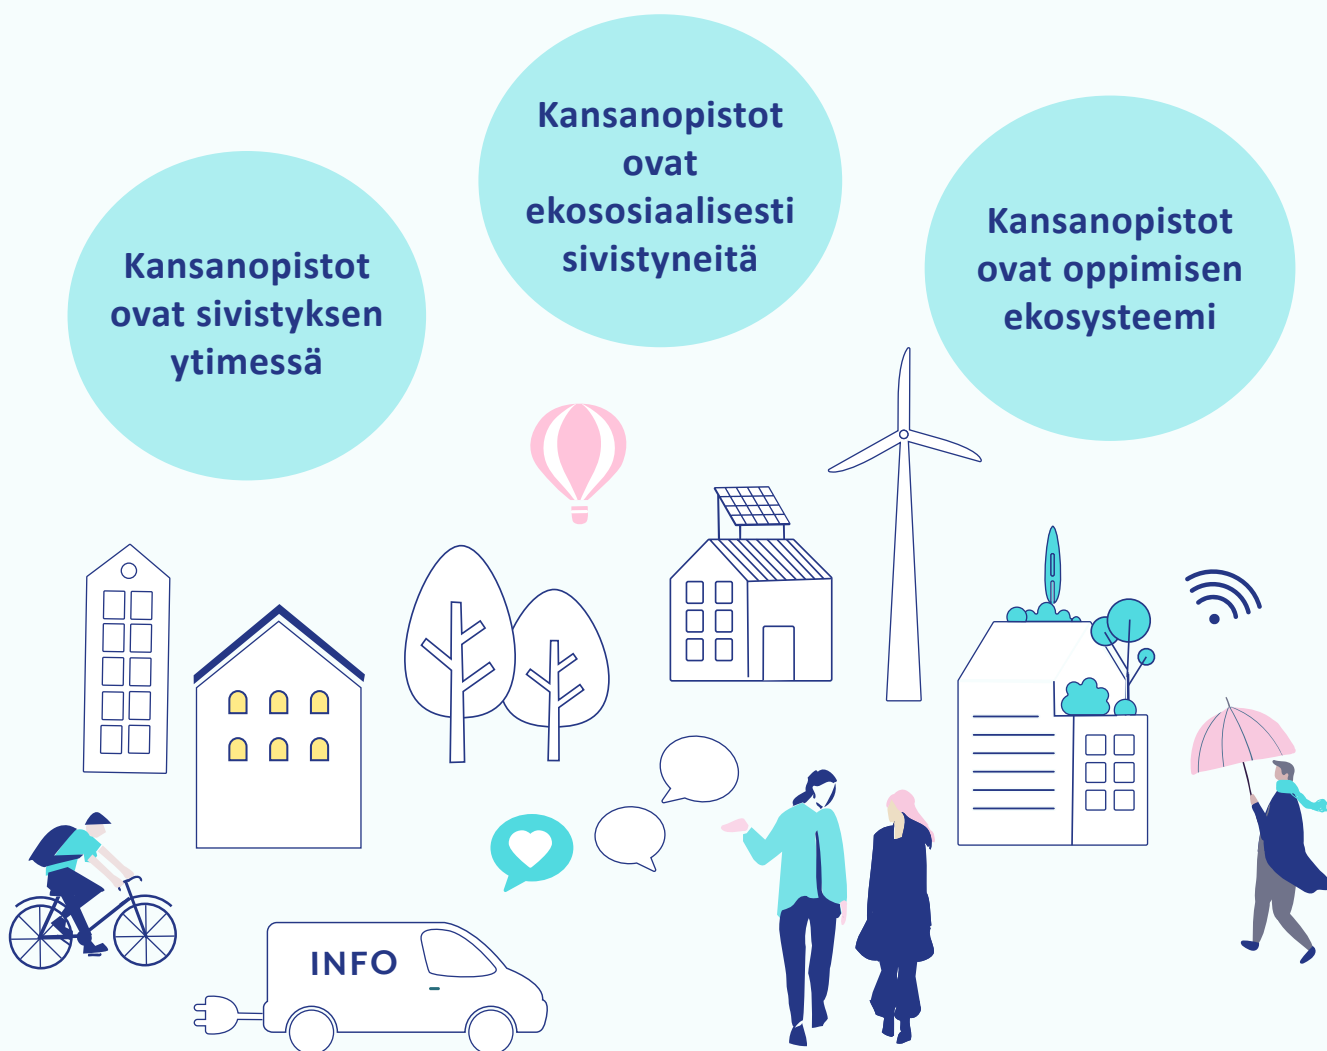 Kansanopistot
ovat sivistyksen
ytimessä
Kansanopistot
ovat
ekososiaalisesti
sivistyneitä
Kansanopistot
ovat oppimisen
ekosysteemi
INFO